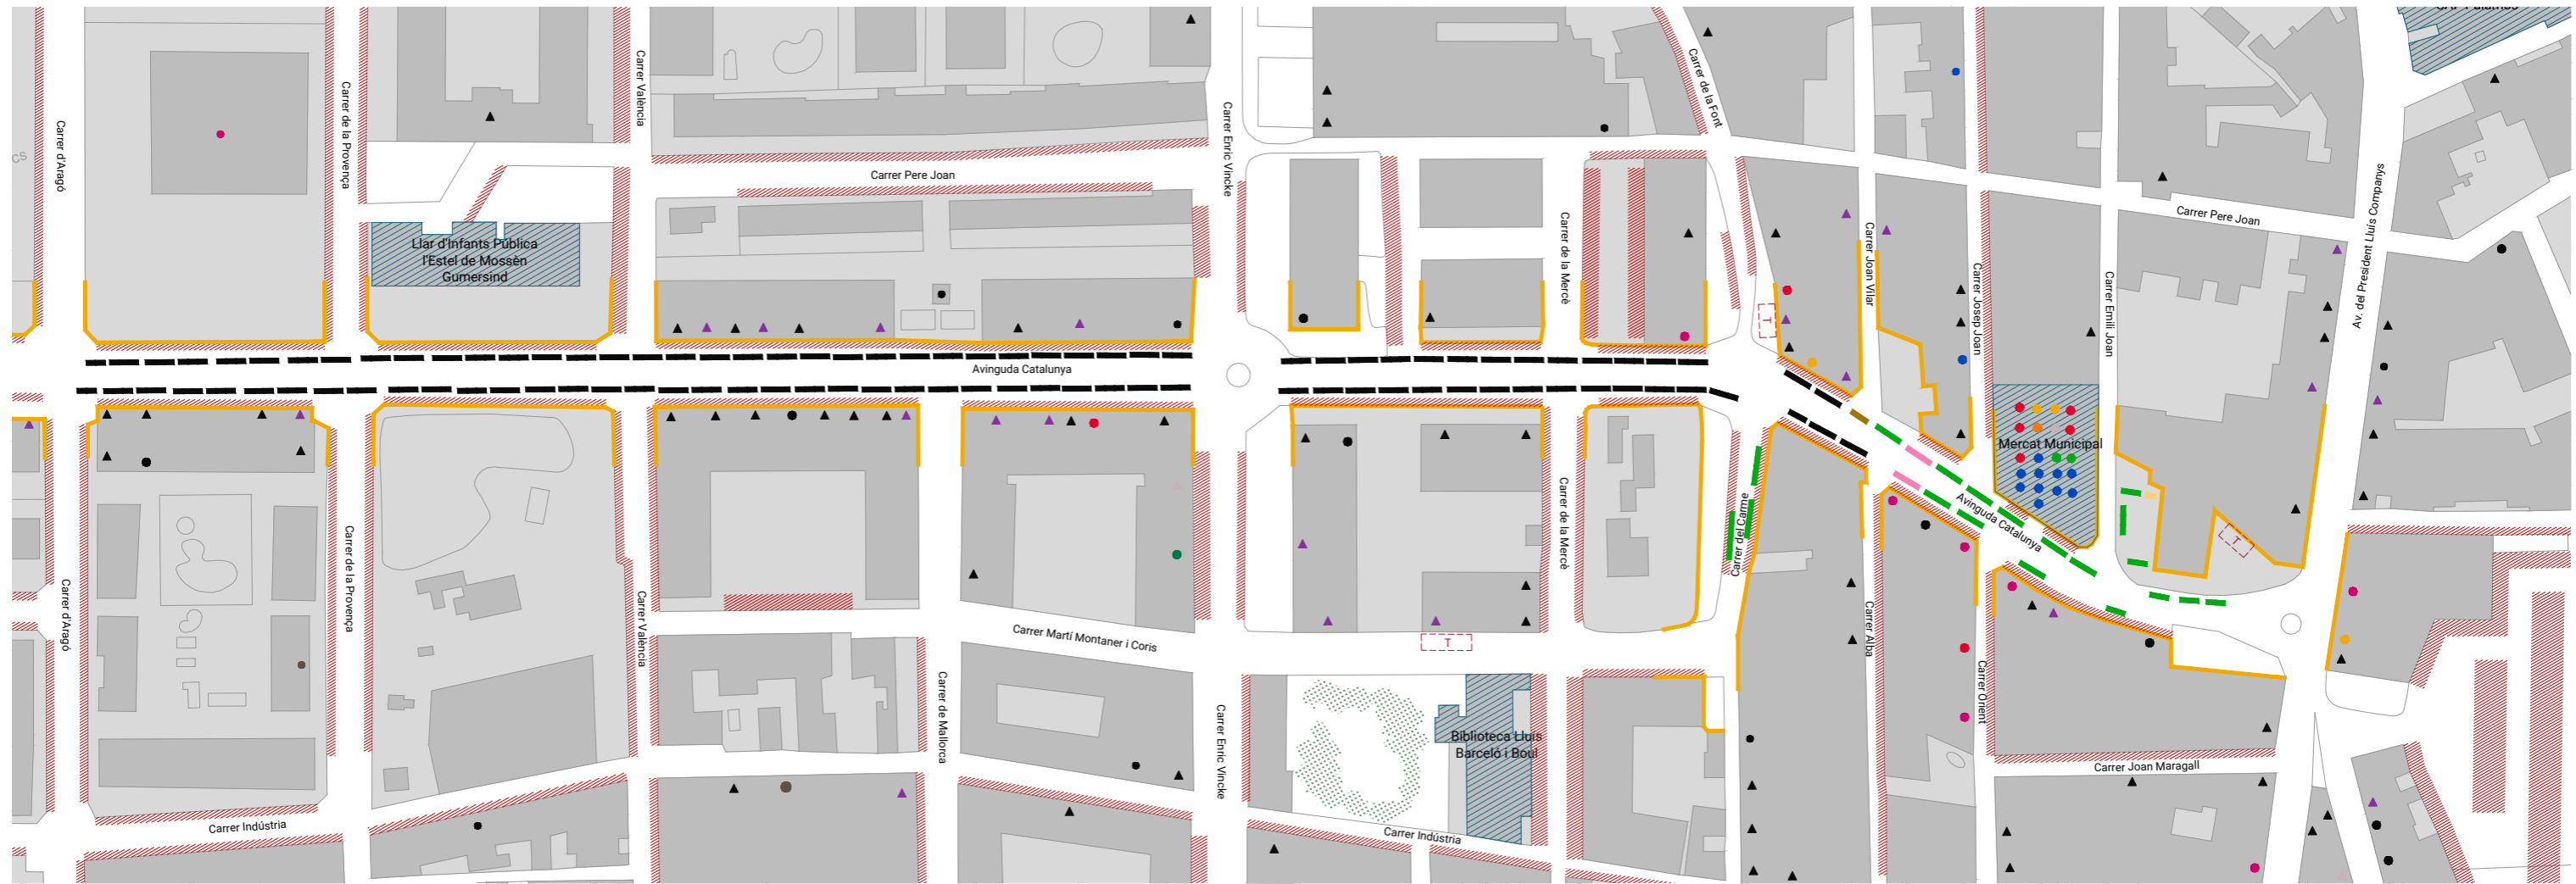 CS
Carrer d'Aragó
Carrer de la Provença
Carrer València
Carrer Enric Vincke
Carrer de la Font
Carrer Pere Joan
Llar d'Infants Pública
l'Estel de Mossèn
Gumersind
Carrer de la Mercè
T
Carrer Joan Vilar
Carrer Josep Joan
Carrer Emili Joan
Carrer Pere Joan
Av. del President Lluís Companys
Avinguda Catalunya
Mercat Municipal
Avinguda Catalunya
T
Carrer d'Aragó
Carrer de la Provença
Carrer València
Carrer de Mallorca
Carrer Martí Montaner i Coris
Carrer Enric Vincke
Carrer de la Mercè
T
Carrer del Carme
Carrer Alba
Carrer Orient
Biblioteca Lluís
Barceló i Boul
Carrer Joan Maragall
Carrer Indústria
Carrer Indústria